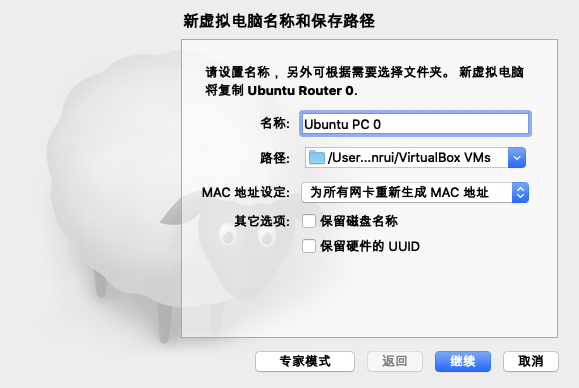 新虚拟电脑名称和保存路径
请设置名称，另外可根据需要选择文件夹。 新虚拟电脑
将复制 Ubuntu Router 0.
名称: Ubuntu PC 0
路径: /User...nrui/VirtualBox VMs
MAC 地址设定: 为所有网卡重新生成 MAC 地址
其它选项: 保留磁盘名称
保留硬件的 UUID
专家模式 返回 继续 取消